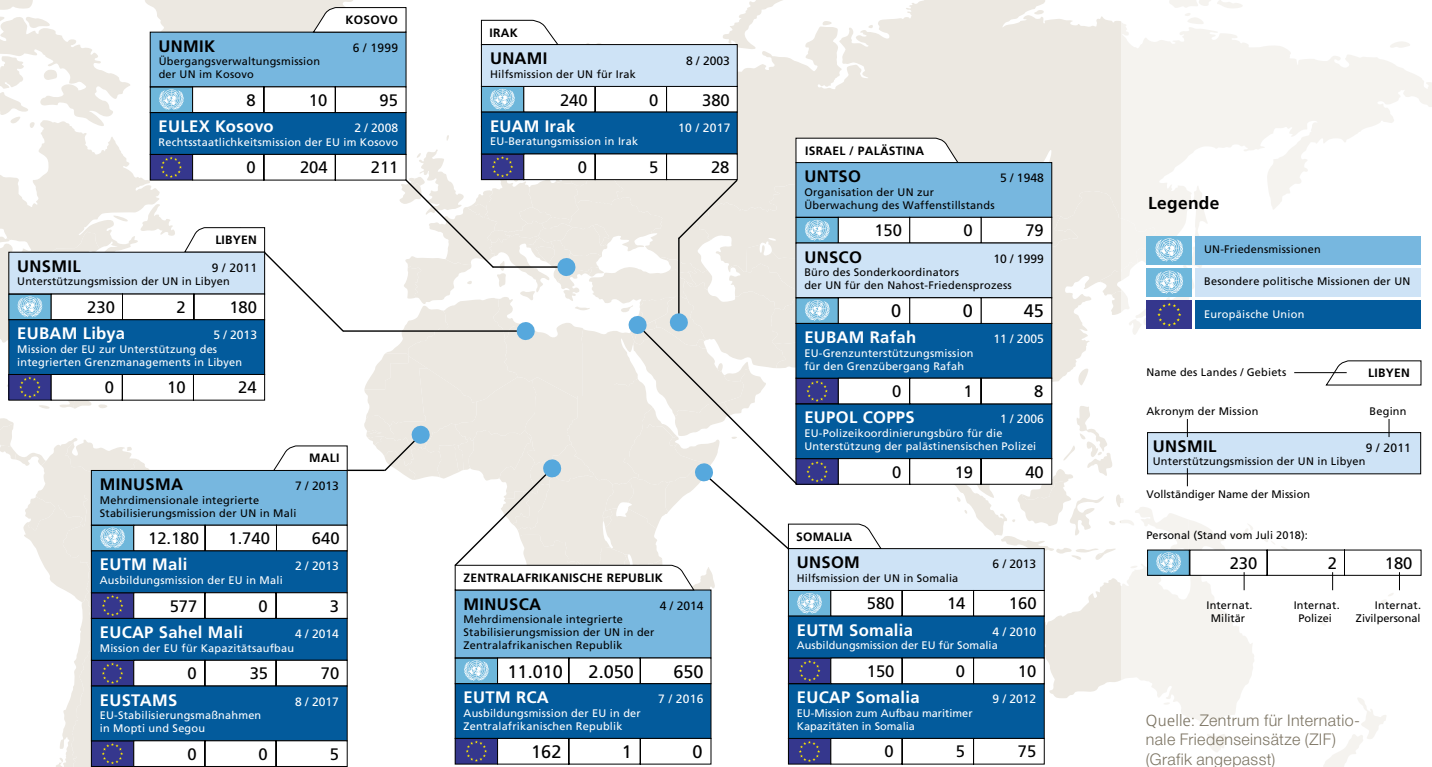 KOSOVO
UNMIK 6 / 1999
Übergangsverwaltungsmission
der UN im Kosovo
8 10 95
EULEX Kosovo 2 / 2008
Rechtsstaatlichkeitsmission der EU im Kosovo
0 204 211
IRAK
UNAMI 8 / 2003
Hilfsmission der UN für Irak
240 0 380
EUAM Irak 10 / 2017
EU-Beratungsmission in Irak
0 5 28
ISRAEL / PALÄSTINA
UNTSO 5 / 1948
Organisation der UN zur
Überwachung des Waffenstillstands
150 0 79
UNSCO 10 / 1999
Büro des Sonderkoordinators
der UN für den Nahost-Friedensprozess
0 0 45
EUBAM Rafah 11 / 2005
EU-Grenzunterstützungsmission
für den Grenzübergang Rafah
0 1 8
EUPOL COPPS 1 / 2006
EU-Polizeikoordinierungsbüro für die
Unterstützung der palästinensischen Polizei
0 19 40
LIBYEN
UNSMIL 9 / 2011
Unterstützungsmission der UN in Libyen
230 2 180
EUBAM Libya 5 / 2013
Mission der EU zur Unterstützung des
integrierten Grenzmanagements in Libyen
0 10 24
MALI
MINUSMA 7 / 2013
Mehrdimensionale integrierte
Stabilisierungsmission der UN in Mali
12.180 1.740 640
EUTM Mali 2 / 2013
Ausbildungsmission der EU in Mali
577 0 3
EUCAP Sahel Mali 4 / 2014
Mission der EU für Kapazitätsaufbau
0 35 70
EUSTAMS 8 / 2017
EU-Stabilisierungsmaßnahmen
in Mopti und Segou
0 0 5
ZENTRALAFRIKANISCHE REPUBLIK
MINUSCA 4 / 2014
Mehrdimensionale integrierte
Stabilisierungsmission der UN in der
Zentralafrikanischen Republik
11.010 2.050 650
EUTM RCA 7 / 2016
Ausbildungsmission der EU in der
Zentralafrikanischen Republik
162 1 0
SOMALIA
UNSOM 6 / 2013
Hilfsmission der UN in Somalia
580 14 160
EUTM Somalia 4 / 2010
Ausbildungsmission der EU für Somalia
150 0 10
EUCAP Somalia 9 / 2012
EU-Mission zum Aufbau maritimer
Kapazitäten in Somalia
0 5 75
Legende
UN-Friedensmissionen
Besondere politische Missionen der UN
Europäische Union
Name des Landes / Gebiets LIBYEN
Akronym der Mission Beginn
UNSMIL 9 / 2011
Unterstützungsmission der UN in Libyen
Vollständiger Name der Mission
Personal (Stand vom Juli 2018):
230 2 180
Internat. Internat. Internat.
Militär Polizei Zivilpersonal
Quelle: Zentrum für Internatio-
nale Friedenseinsätze (ZIF)
(Grafik angepasst)